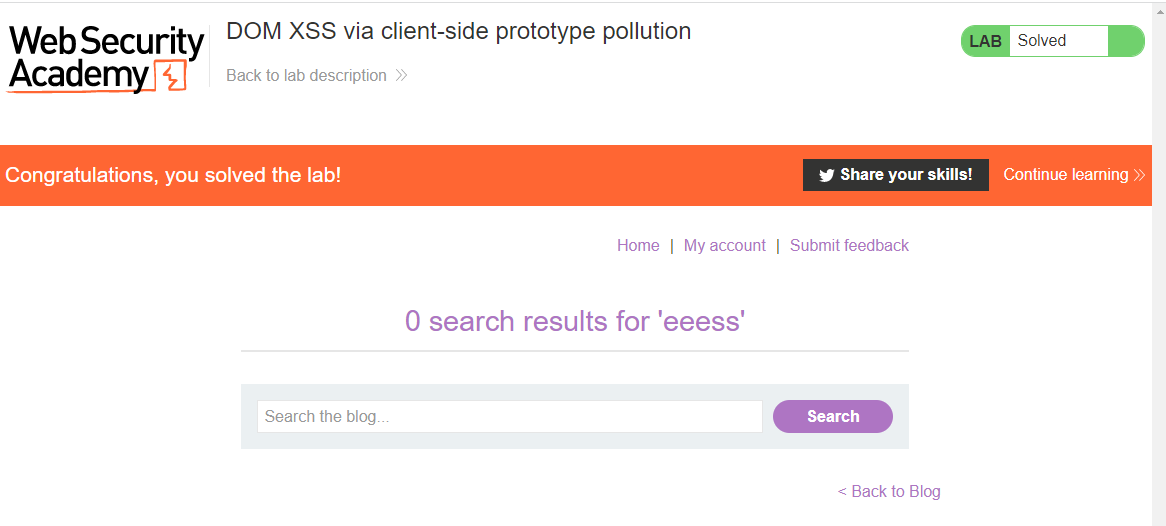 Web Security
Academy
DOM XSS via client-side prototype pollution
Back to lab description
LAB Solved
Congratulations, you solved the lab!
Share your skills!
Continue learning
Home | My account | Submit feedback
0 search results for 'eeess'
Search the blog...
Search
< Back to Blog